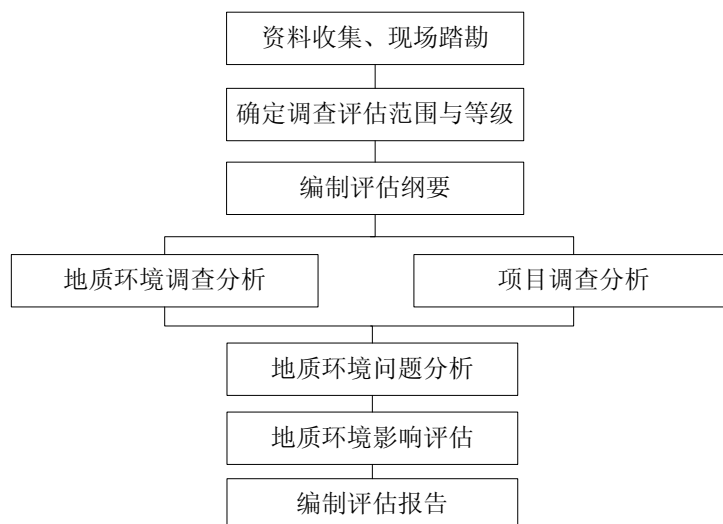 资料收集、现场踏勘
确定调查评估范围与等级
编制评估纲要
地质环境调查分析
项目调查分析
地质环境问题分析
地质环境影响评估
编制评估报告